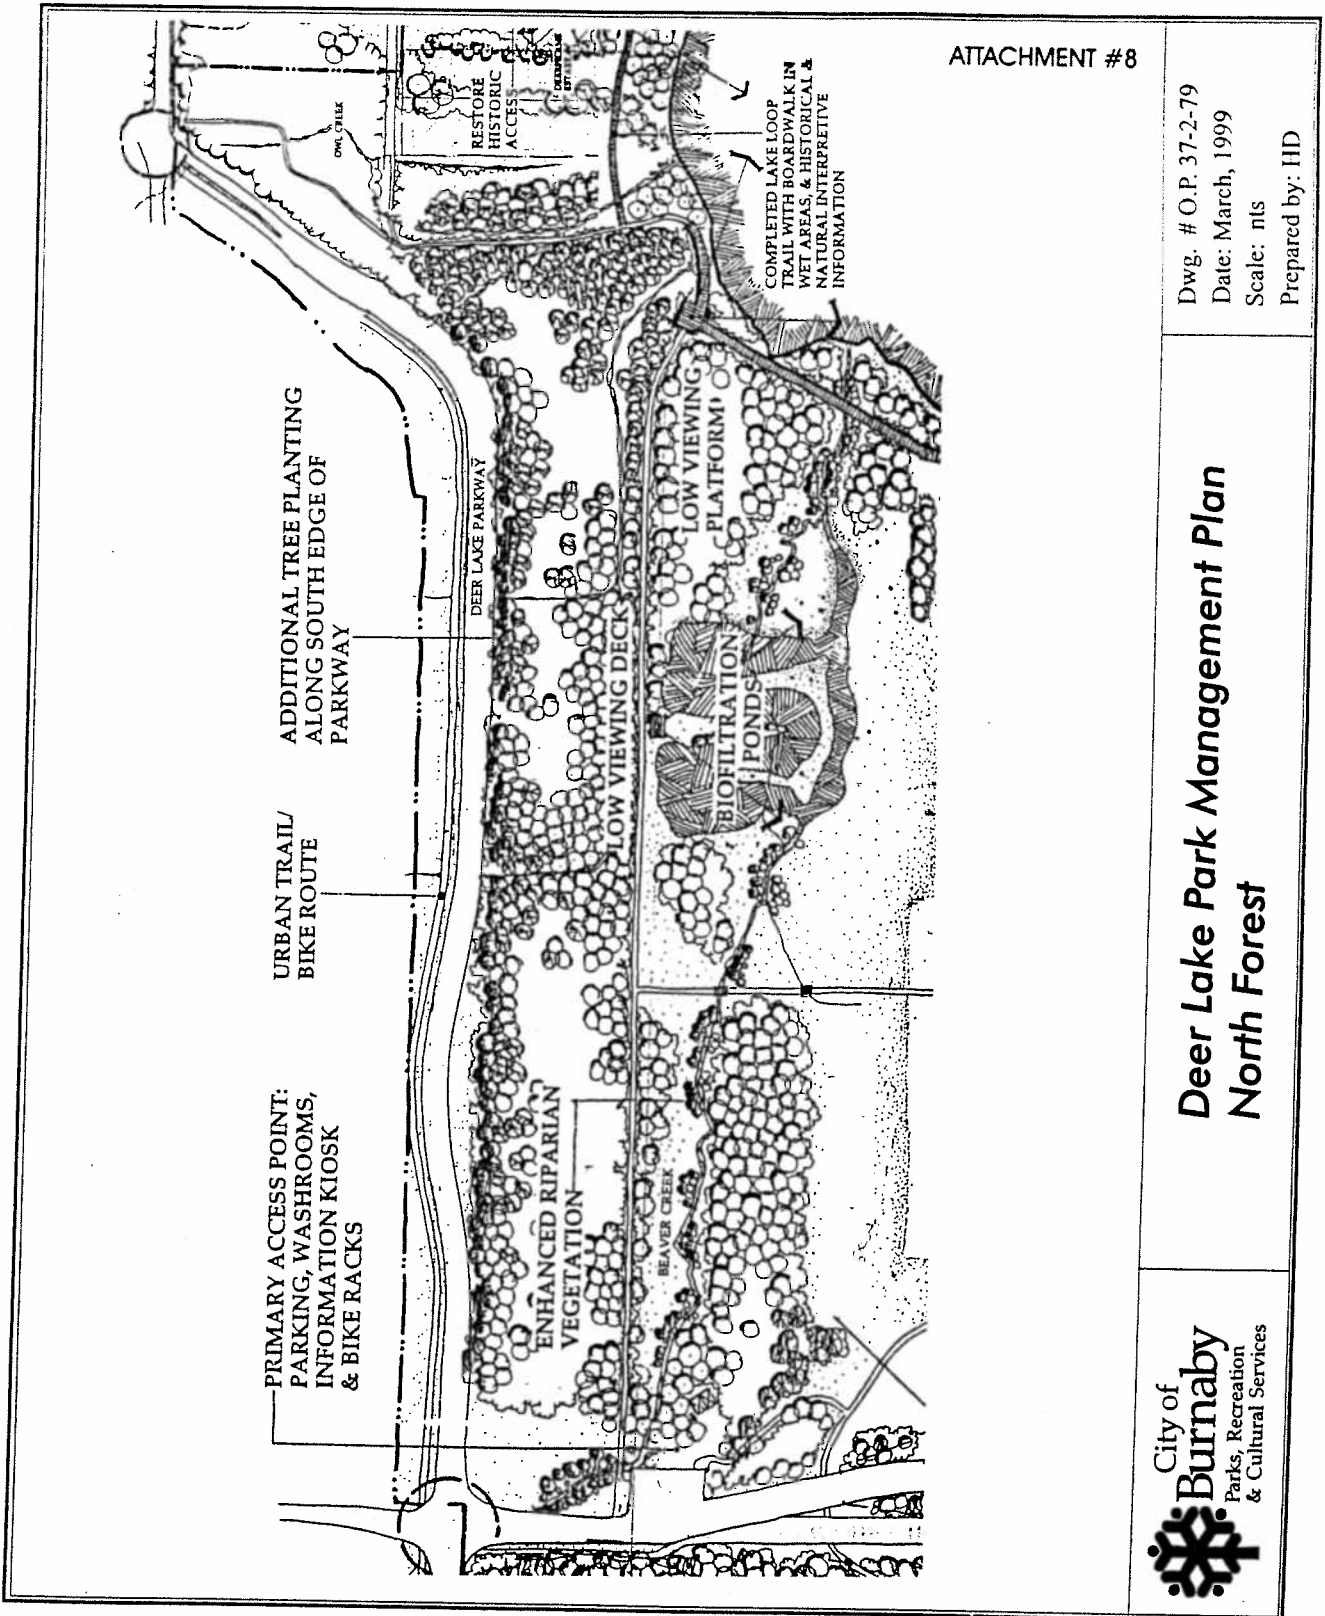 ATTACHMENT #8
PRIMARY ACCESS POINT:
PARKING, WASHROOMS,
INFORMATION KIOSK
& BIKE RACKS
URBAN TRAIL/
BIKE ROUTE
ADDITIONAL TREE PLANTING
ALONG SOUTH EDGE OF
PARKWAY
DEER LAKE PARKWAY
OWL CREEK
RESTORE
HISTORIC
ACCESS
ENHANCED RIPARIAN
VEGETATION
LOW VIEWING DECK
LOW VIEWING
PLATFORM
BEAVER CREEK
BIOFILTRATION
PONDS
COMPLETED LAKE LOOP
TRAIL WITH BOARDWALK IN
WET AREAS, & HISTORICAL &
NATURAL INTERPRETIVE
INFORMATION
City of
Burnaby
Parks, Recreation
& Cultural Services
Deer Lake Park Management Plan
North Forest
Dwg. # O.P. 37-2-79
Date: March, 1999
Scale: nts
Prepared by: HD